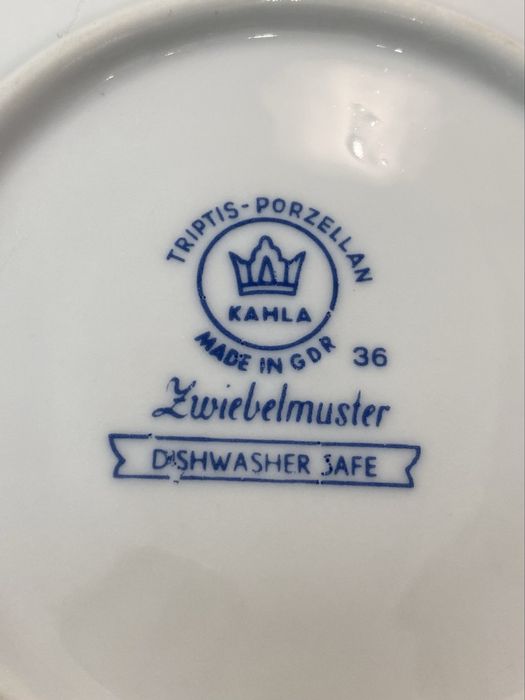 TRIPTIS-PORZELLAN
KAHLA
MADE IN GDR 36
Zwiebelmuster
DISHWASHER SAFE